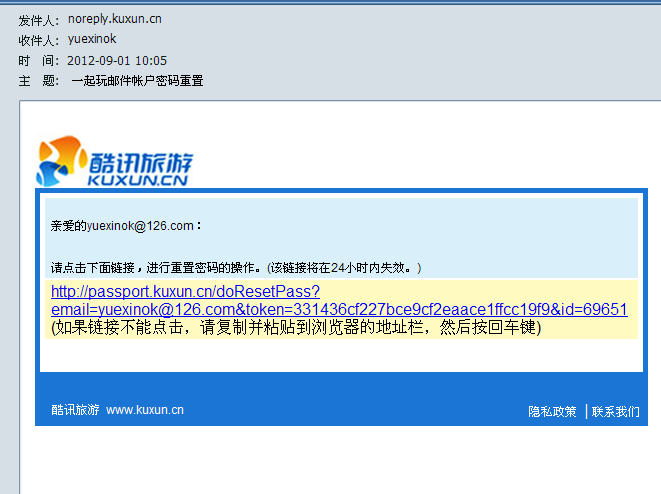 发件人： noreply.kuxun.cn
收件人： yuexinok
时 间： 2012-09-01 10:05
主 题： 一起玩邮件帐户密码重置
酷讯旅游
KUXUN.CN
亲爱的yuexinok@126.com：
请点击下面链接，进行重置密码的操作。(该链接将在24小时内失效。)
http://passport.kuxun.cn/doResetPass?
email=yuexinok@126.com&token=331436cf227bce9cf2eaace1ffcc19f9&id=69651
(如果链接不能点击，请复制并粘贴到浏览器的地址栏，然后按回车键)
酷讯旅游 www.kuxun.cn
隐私政策 | 联系我们